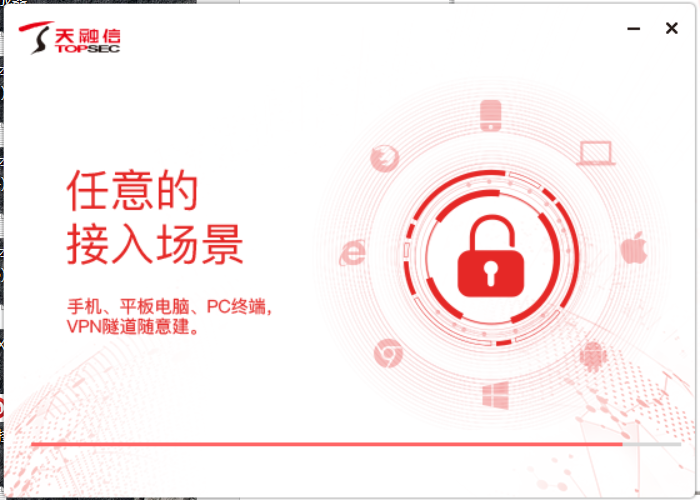 天融信
TOPSEC
任意的
接入场景
手机、平板电脑、PC终端，
VPN隧道随意建。